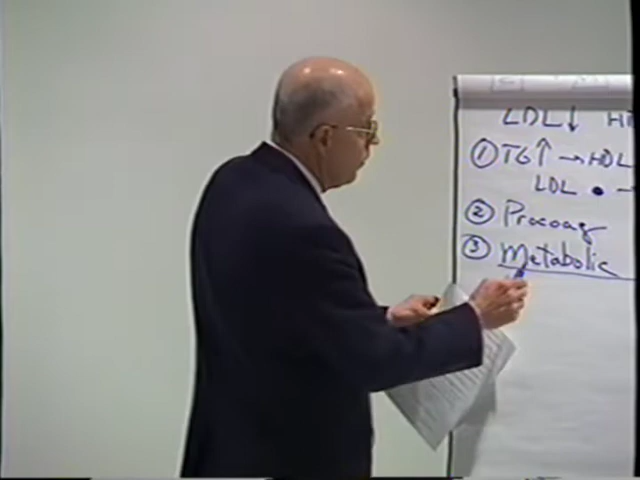 LDL↓ H
① TG↑ →HDL
LDL • →
② Procoag
③ Metabolic